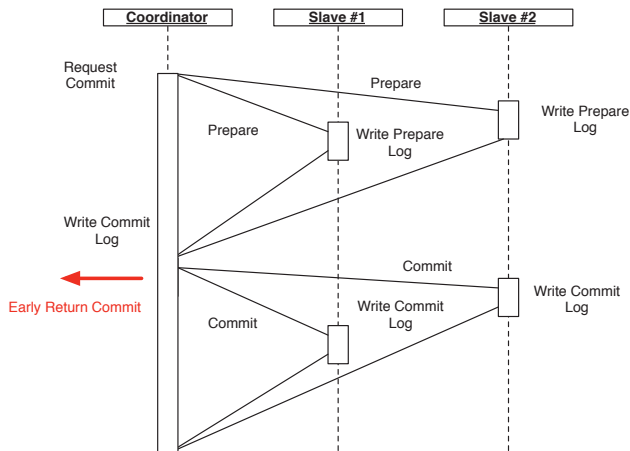 Coordinator
Slave #1
Slave #2
Request
Commit
Prepare
Write Prepare
Log
Prepare
Write Prepare
Log
Write Commit
Log
Early Return Commit
Commit
Write Commit
Log
Write Commit
Log
Commit